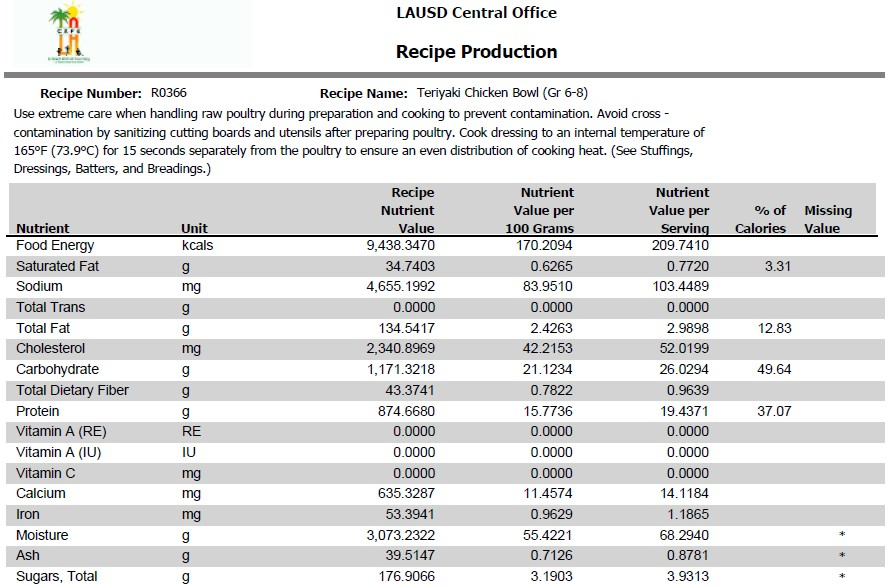 CAFE
LA
LAUSD Central Office
Recipe Production
Recipe Number: R0366 Recipe Name: Teriyaki Chicken Bowl (Gr 6-8)
Use extreme care when handling raw poultry during preparation and cooking to prevent contamination. Avoid cross -
contamination by sanitizing cutting boards and utensils after preparing poultry. Cook dressing to an internal temperature of
165ºF (73.9ºC) for 15 seconds separately from the poultry to ensure an even distribution of cooking heat. (See Stuffings,
Dressings, Batters, and Breadings.)
Recipe Nutrient Nutrient
Nutrient Value per Value per % of Missing
Nutrient Unit Value 100 Grams Serving Calories Value
Food Energy kcals 9,438.3470 170.2094 209.7410
Saturated Fat g 34.7403 0.6265 0.7720 3.31
Sodium mg 4,655.1992 83.9510 103.4489
Total Trans g 0.0000 0.0000 0.0000
Total Fat g 134.5417 2.4263 2.9898 12.83
Cholesterol mg 2,340.8969 42.2153 52.0199
Carbohydrate g 1,171.3218 21.1234 26.0294 49.64
Total Dietary Fiber g 43.3741 0.7822 0.9639
Protein g 874.6680 15.7736 19.4371 37.07
Vitamin A (RE) RE 0.0000 0.0000 0.0000
Vitamin A (IU) IU 0.0000 0.0000 0.0000
Vitamin C mg 0.0000 0.0000 0.0000
Calcium mg 635.3287 11.4574 14.1184
Iron mg 53.3941 0.9629 1.1865
Moisture g 3,073.2322 55.4221 68.2940 *
Ash g 39.5147 0.7126 0.8781 *
Sugars, Total g 176.9066 3.1903 3.9313 *